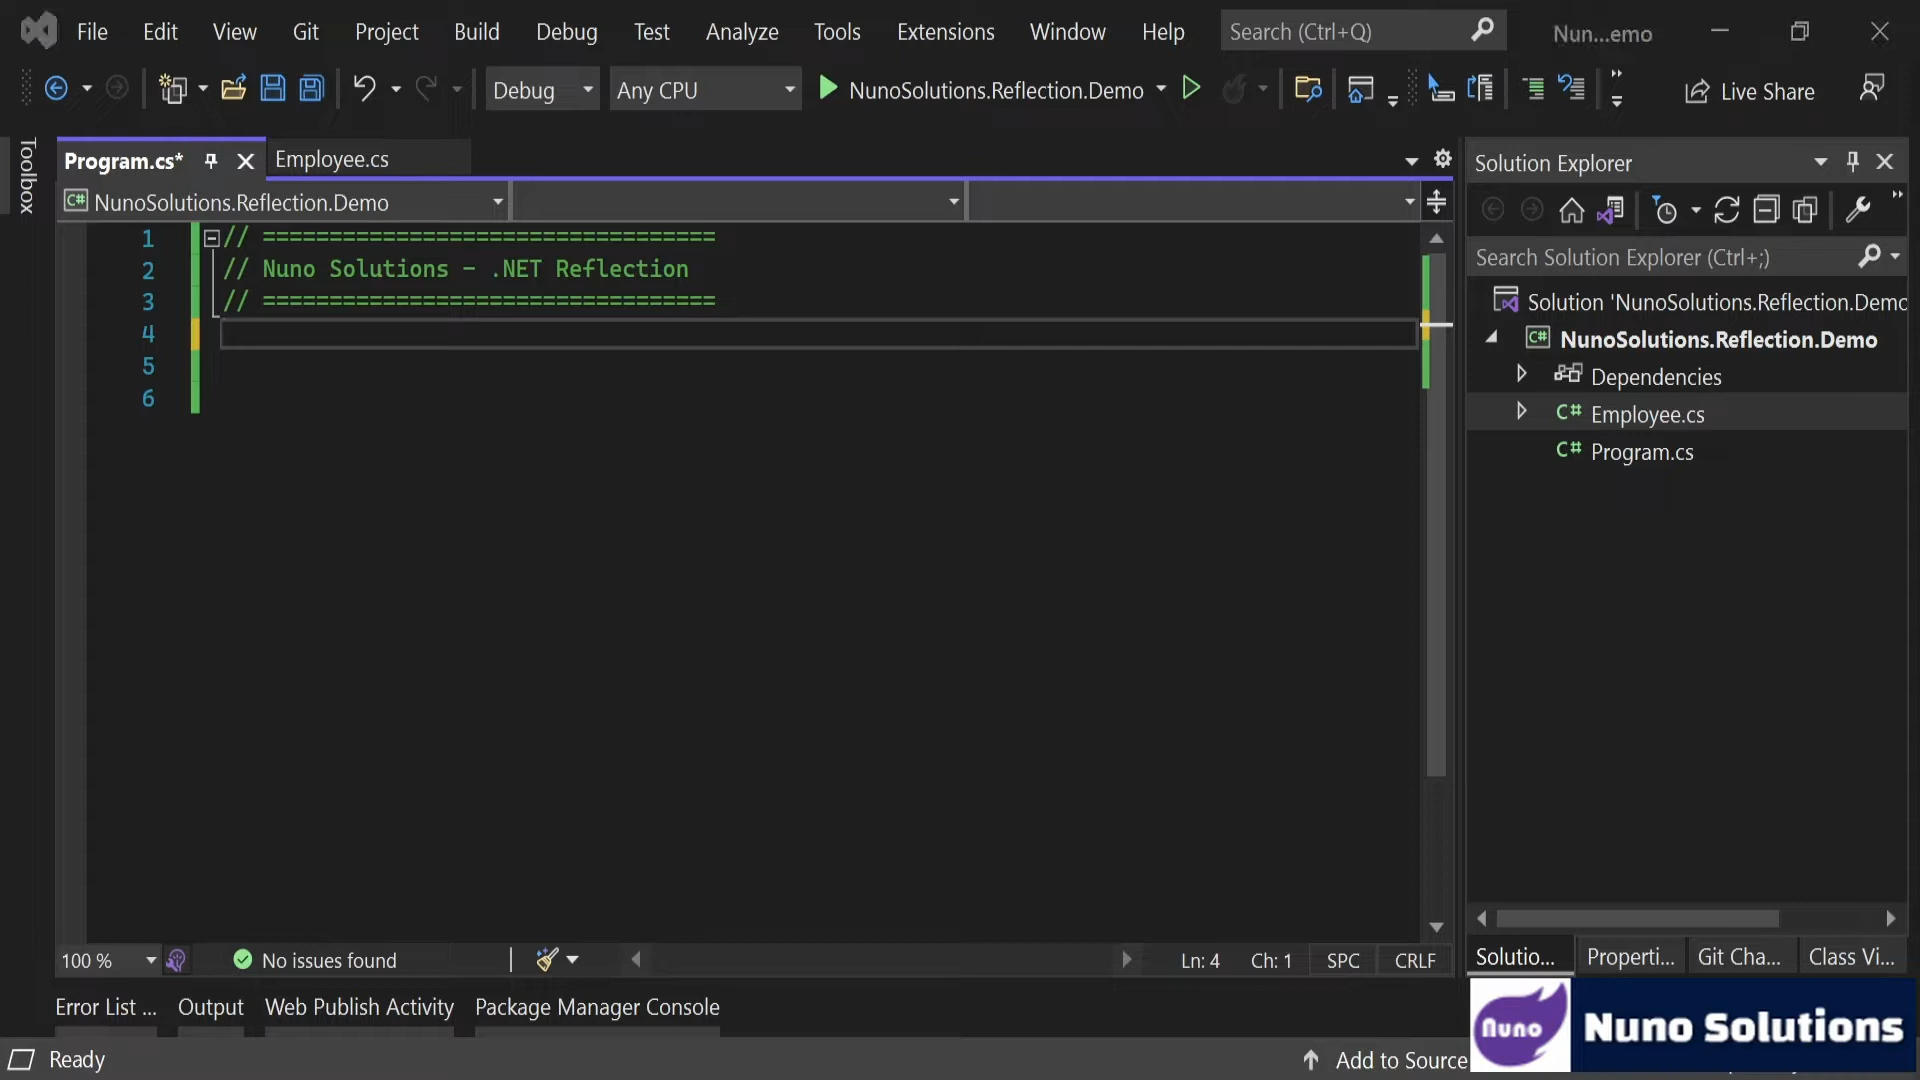 File Edit View Git Project Build Debug Test Analyze Tools Extensions Window Help Search (Ctrl+Q) Nun...emo
Debug Any CPU NunoSolutions.Reflection.Demo Live Share
Toolbox
Program.cs* Employee.cs
C# NunoSolutions.Reflection.Demo
1 // ==================================
2 // Nuno Solutions - .NET Reflection
3 // ==================================
4
5
6
100 % No issues found Ln: 4 Ch: 1 SPC CRLF
Solution Explorer
Search Solution Explorer (Ctrl+;)
Solution 'NunoSolutions.Reflection.Demo
C# NunoSolutions.Reflection.Demo
Dependencies
C# Employee.cs
C# Program.cs
Solutio... Properti... Git Cha... Class Vi...
Error List ... Output Web Publish Activity Package Manager Console
Ready Add to Source
Nuno Nuno Solutions